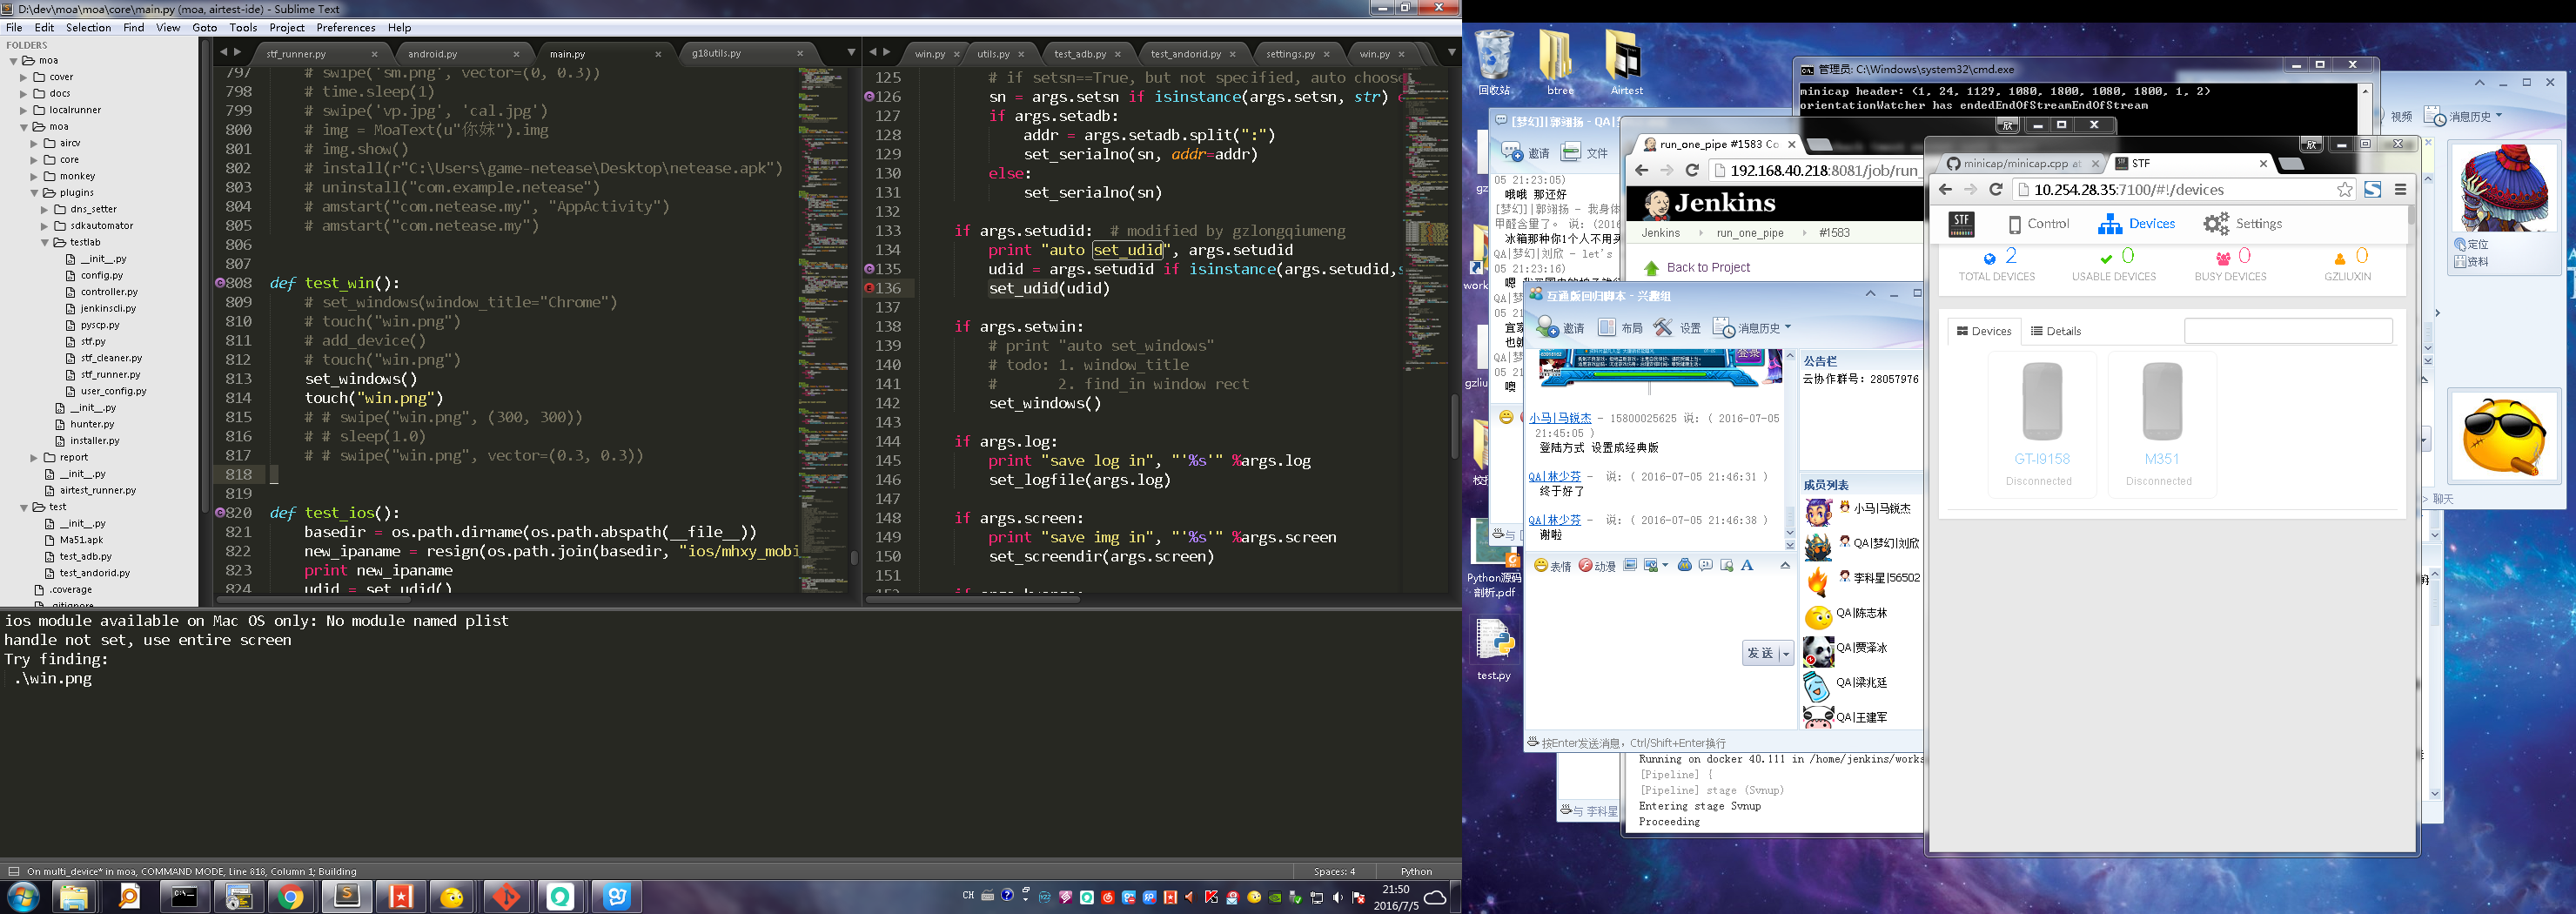 D:\dev\moa\moa\core\main.py (moa, airtest-ide) - Sublime Text
File Edit Selection Find View Goto Tools Project Preferences Help
FOLDERS
moa
cover
docs
localrunner
moa
aircv
core
monkey
plugins
dns_setter
sdkautomator
testlab
__init__.py
config.py
controller.py
jenkinscli.py
pyscp.py
stf.py
stf_cleaner.py
stf_runner.py
user_config.py
__init__.py
hunter.py
installer.py
report
__init__.py
airtest_runner.py
test
__init__.py
Ma51.apk
test_adb.py
test_andorid.py
.coverage
.gitignore
stf_runner.py android.py main.py g18utils.py
797 # swipe('sm.png', vector=(0, 0.3))
798 # time.sleep(1)
799 # swipe('vp.jpg', 'cal.jpg')
800 # img = MoaText(u"你妹").img
801 # img.show()
802 # install(r"C:\Users\game-netease\Desktop\netease.apk")
803 # uninstall("com.example.netease")
804 # amstart("com.netease.my", "AppActivity")
805 # amstart("com.netease.my")
806
807
808 def test_win():
809 # set_windows(window_title="Chrome")
810 # touch("win.png")
811 # add_device()
812 # touch("win.png")
813 set_windows()
814 touch("win.png")
815 # # swipe("win.png", (300, 300))
816 # # sleep(1.0)
817 # # swipe("win.png", vector=(0.3, 0.3))
818
819
820 def test_ios():
821 basedir = os.path.dirname(os.path.abspath(__file__))
822 new_ipaname = resign(os.path.join(basedir, "ios/mhxy_mobi
823 print new_ipaname
824 udid = set_udid()
win.py utils.py test_adb.py test_andorid.py settings.py win.py
125 # if setsn==True, but not specified, auto choose
126 sn = args.setsn if isinstance(args.setsn, str)
127 if args.setadb:
128 addr = args.setadb.split(":")
129 set_serialno(sn, addr=addr)
130 else:
131 set_serialno(sn)
132
133 if args.setudid: # modified by gzlongqiumeng
134 print "auto set_udid", args.setudid
135 udid = args.setudid if isinstance(args.setudid,
136 set_udid(udid)
137
138 if args.setwin:
139 # print "auto set_windows"
140 # todo: 1. window_title
141 # 2. find_in window rect
142 set_windows()
143
144 if args.log:
145 print "save log in", "'%s'" %args.log
146 set_logfile(args.log)
147
148 if args.screen:
149 print "save img in", "'%s'" %args.screen
150 set_screendir(args.screen)
151
ios module available on Mac OS only: No module named plist
handle not set, use entire screen
Try finding:
.\win.png
On multi_device* in moa, COMMAND MODE, Line 818, Column 1; Building
Spaces: 4 Python
CH
21:50
2016/7/5
回收站
btree
Airtest
Python源码
剖析.pdf
test.py
管理员: C:\Windows\system32\cmd.exe
minicap header: (1, 24, 1129, 1080, 1800, 1080, 1800, 1, 2)
orientationWatcher has endedEndOfStreamEndOfStream
视频 消息历史
定位
资料
聊天
[梦幻]|郭翊扬 - QA|
邀请 文件
05 21:23:05)
哦哦 那还好
[梦幻]|郭翊扬 - 我身体
甲醛含量了。 说: (2016
冰箱那种你1个人不用买
QA|梦幻|刘欣 - let's
05 21:23:16)
run_one_pipe #1583 Co
192.168.40.218:8081/job/run_
Jenkins
Jenkins run_one_pipe #1583
Back to Project
Running on docker 40.111 in /home/jenkins/works
[Pipeline] {
[Pipeline] stage (Svnup)
Entering stage Svnup
Proceeding
与 李科星
互通版回归脚本 - 兴趣组
邀请 布局 设置 消息历史
登录
小马|马锐杰 - 15800025625 说: ( 2016-07-05
21:45:05 )
登陆方式 设置成经典版
QA|林少芬 - 说: ( 2016-07-05 21:46:31 )
终于好了
QA|林少芬 - 说: ( 2016-07-05 21:46:38 )
谢啦
表情 动漫
发送
按Enter发送消息, Ctrl/Shift+Enter换行
公告栏
云协作群号: 28057976
成员列表
小马|马锐杰
QA|梦幻|刘欣
李科星|56502
QA|陈志林
QA|贾泽冰
QA|梁兆廷
QA|王建军
欣
欣
minicap/minicap.cpp at STF
10.254.28.35:7100/#!/devices
STF Control Devices Settings
2 0 0 0
TOTAL DEVICES USABLE DEVICES BUSY DEVICES GZLIUXIN
Devices Details
GT-I9158 M351
Disconnected Disconnected